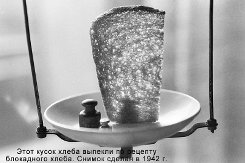 Этот кусок хлеба выпекли по рецепту
блокадного хлеба. Снимок сделан в 1942 г.